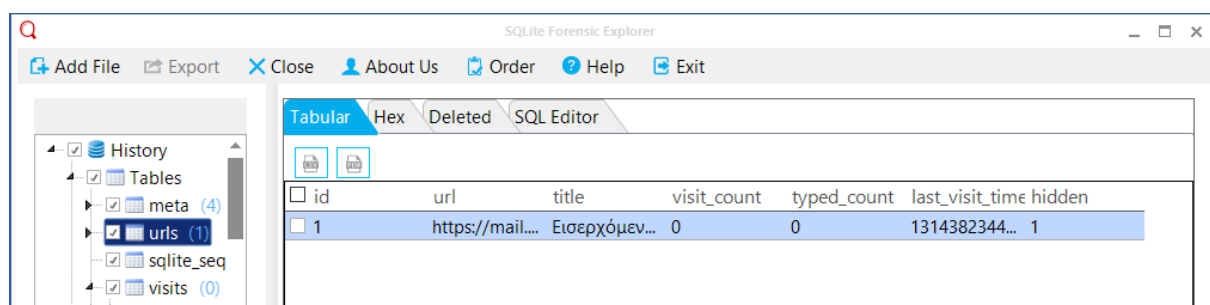 SQLite Forensic Explorer
Add File Export Close About Us Order Help Exit
Tabular Hex Deleted SQL Editor
History
Tables
meta (4)
urls (1)
sqlite_seq
visits (0)
id url title visit_count typed_count last_visit_time hidden
1 https://mail.... Εισερχόμεν... 0 0 1314382344... 1